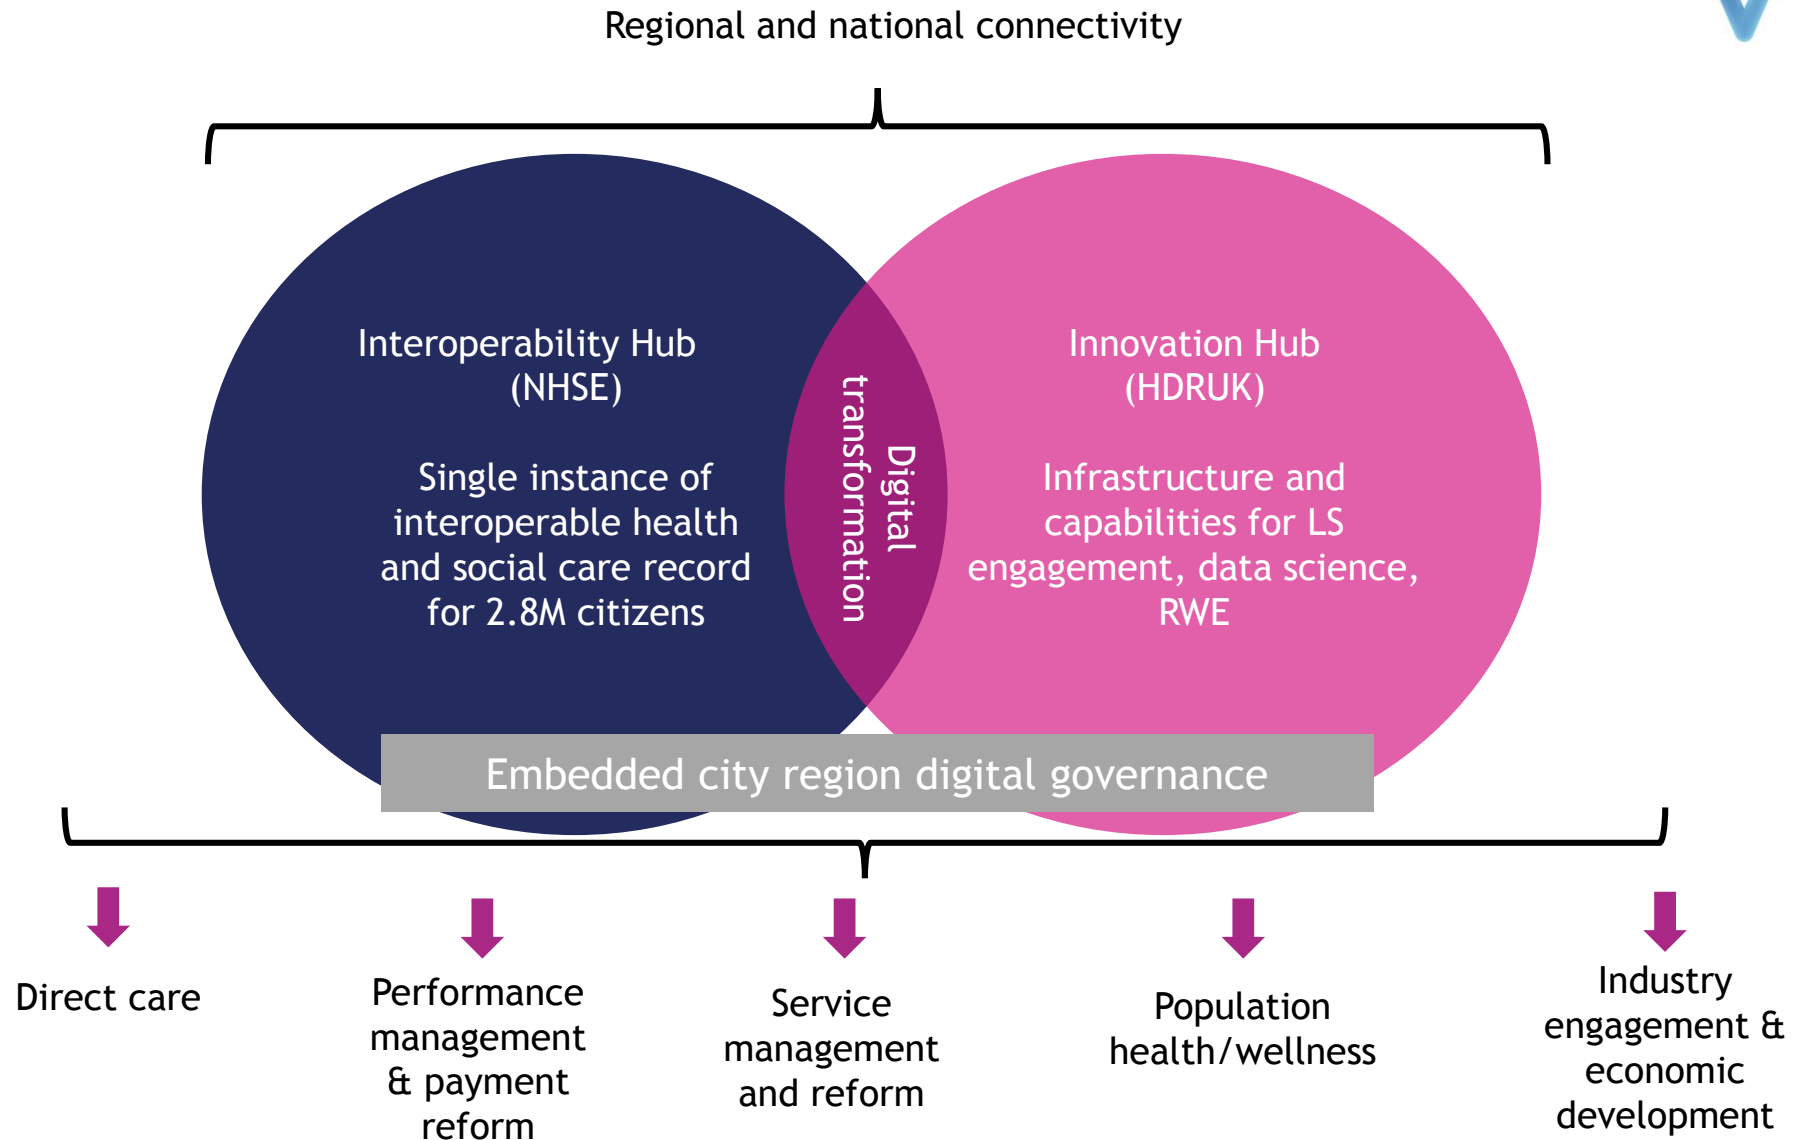 Regional and national connectivity
Interoperability Hub
(NHSE)
Single instance of
interoperable health
and social care record
for 2.8M citizens
Digital
transformation
Innovation Hub
(HDRUK)
Infrastructure and
capabilities for LS
engagement, data science,
RWE
Embedded city region digital governance
Direct care
Performance
management
& payment
reform
Service
management
and reform
Population
health/wellness
Industry
engagement &
economic
development